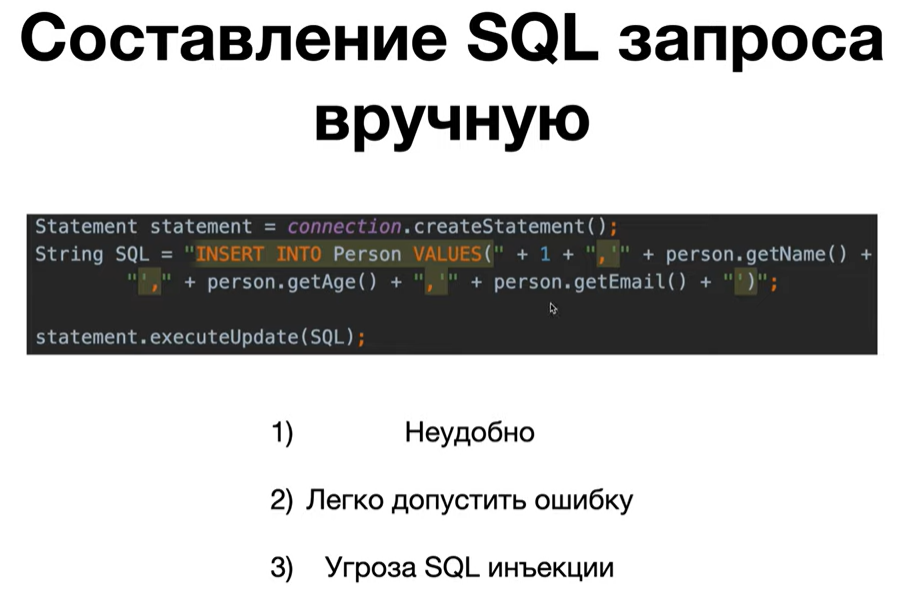 Составление SQL запроса
вручную
Statement statement = connection.createStatement();
String SQL = "INSERT INTO Person VALUES(" + 1 + ",'" + person.getName() +
"'," + person.getAge() + ",'" + person.getEmail() + "')";
statement.executeUpdate(SQL);
1) Неудобно
2) Легко допустить ошибку
3) Угроза SQL инъекции